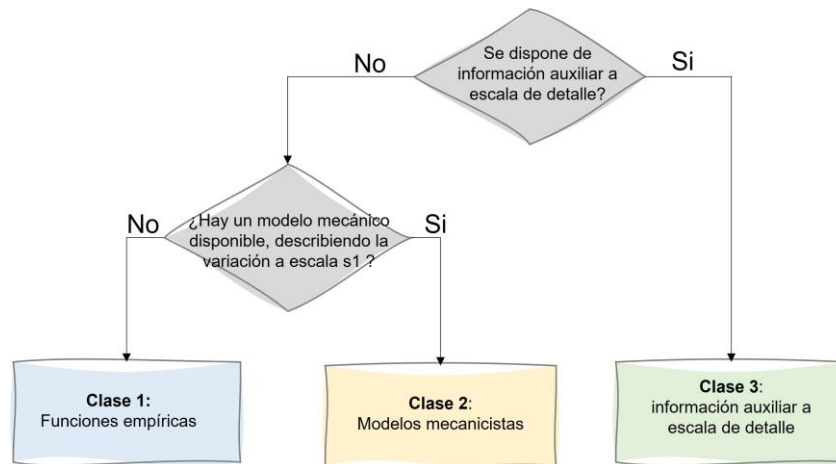 Se dispone de
información auxiliar a
escala de detalle?
No
Si
¿Hay un modelo mecánico
disponible, describiendo la
variación a escala s1 ?
No
Si
Clase 1:
Funciones empíricas
Clase 2:
Modelos mecanicistas
Clase 3:
información auxiliar a
escala de detalle